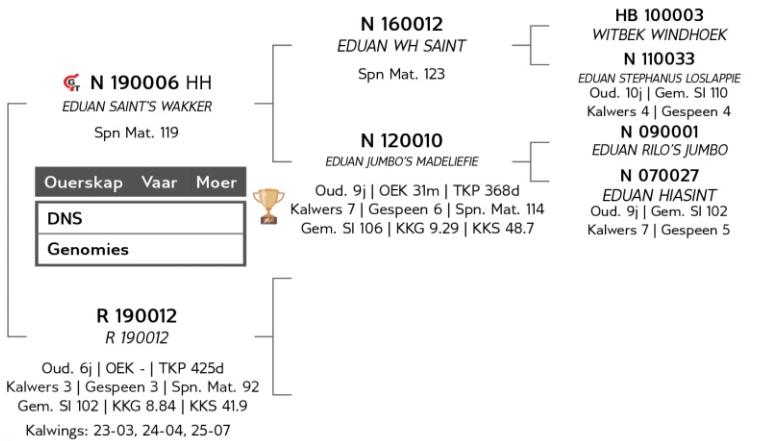 N 190006 HH
EDUAN SAINT'S WAKKER
Spn Mat. 119
N 160012
EDUAN WH SAINT
Spn Mat. 123
HB 100003
WITBEK WINDHOEK
N 110033
EDUAN STEPHANUS LOSLAPPIE
Oud. 10j | Gem. SI 110
Kalwers 4 | Gespeen 4
N 120010
EDUAN JUMBO'S MADELIEFIE
Oud. 9j | OEK 31m | TKP 368d
Kalwers 7 | Gespeen 6 | Spn. Mat. 114
Gem. SI 106 | KKG 9.29 | KKS 48.7
N 090001
EDUAN RILO'S JUMBO
N 070027
EDUAN HIASINT
Oud. 9j | Gem. SI 102
Kalwers 7 | Gespeen 5
Ouerskap Vaar Moer
DNS
Genomies
R 190012
R 190012
Oud. 6j | OEK - | TKP 425d
Kalwers 3 | Gespeen 3 | Spn. Mat. 92
Gem. SI 102 | KKG 8.84 | KKS 41.9
Kalwings: 23-03, 24-04, 25-07